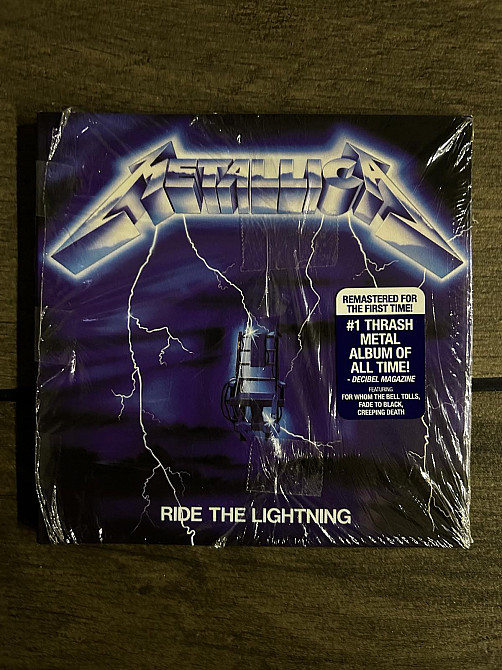 METALLICA
REMASTERED FOR
THE FIRST TIME!
#1 THRASH
METAL
ALBUM OF
ALL TIME!
- DECIBEL MAGAZINE
FEATURING
FOR WHOM THE BELL TOLLS,
FADE TO BLACK,
CREEPING DEATH
RIDE THE LIGHTNING